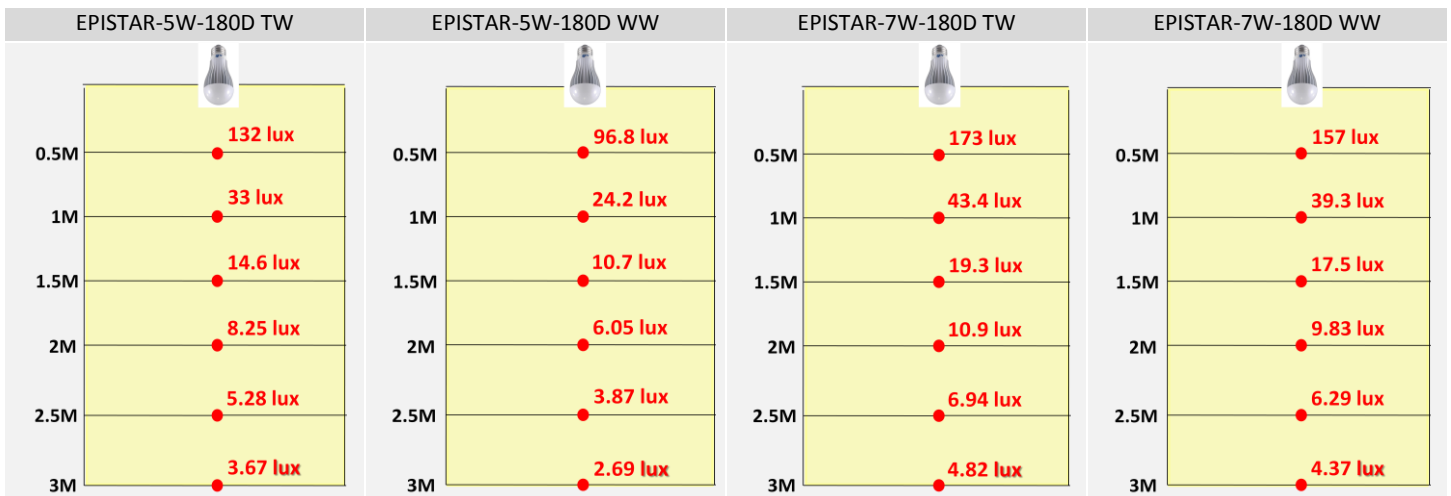 EPISTAR-5W-180D TW
132 lux
0.5M
33 lux
1M
14.6 lux
1.5M
8.25 lux
2M
5.28 lux
2.5M
3.67 lux
3M
EPISTAR-5W-180D WW
96.8 lux
0.5M
24.2 lux
1M
10.7 lux
1.5M
6.05 lux
2M
3.87 lux
2.5M
2.69 lux
3M
EPISTAR-7W-180D TW
173 lux
0.5M
43.4 lux
1M
19.3 lux
1.5M
10.9 lux
2M
6.94 lux
2.5M
4.82 lux
3M
EPISTAR-7W-180D WW
157 lux
0.5M
39.3 lux
1M
17.5 lux
1.5M
9.83 lux
2M
6.29 lux
2.5M
4.37 lux
3M